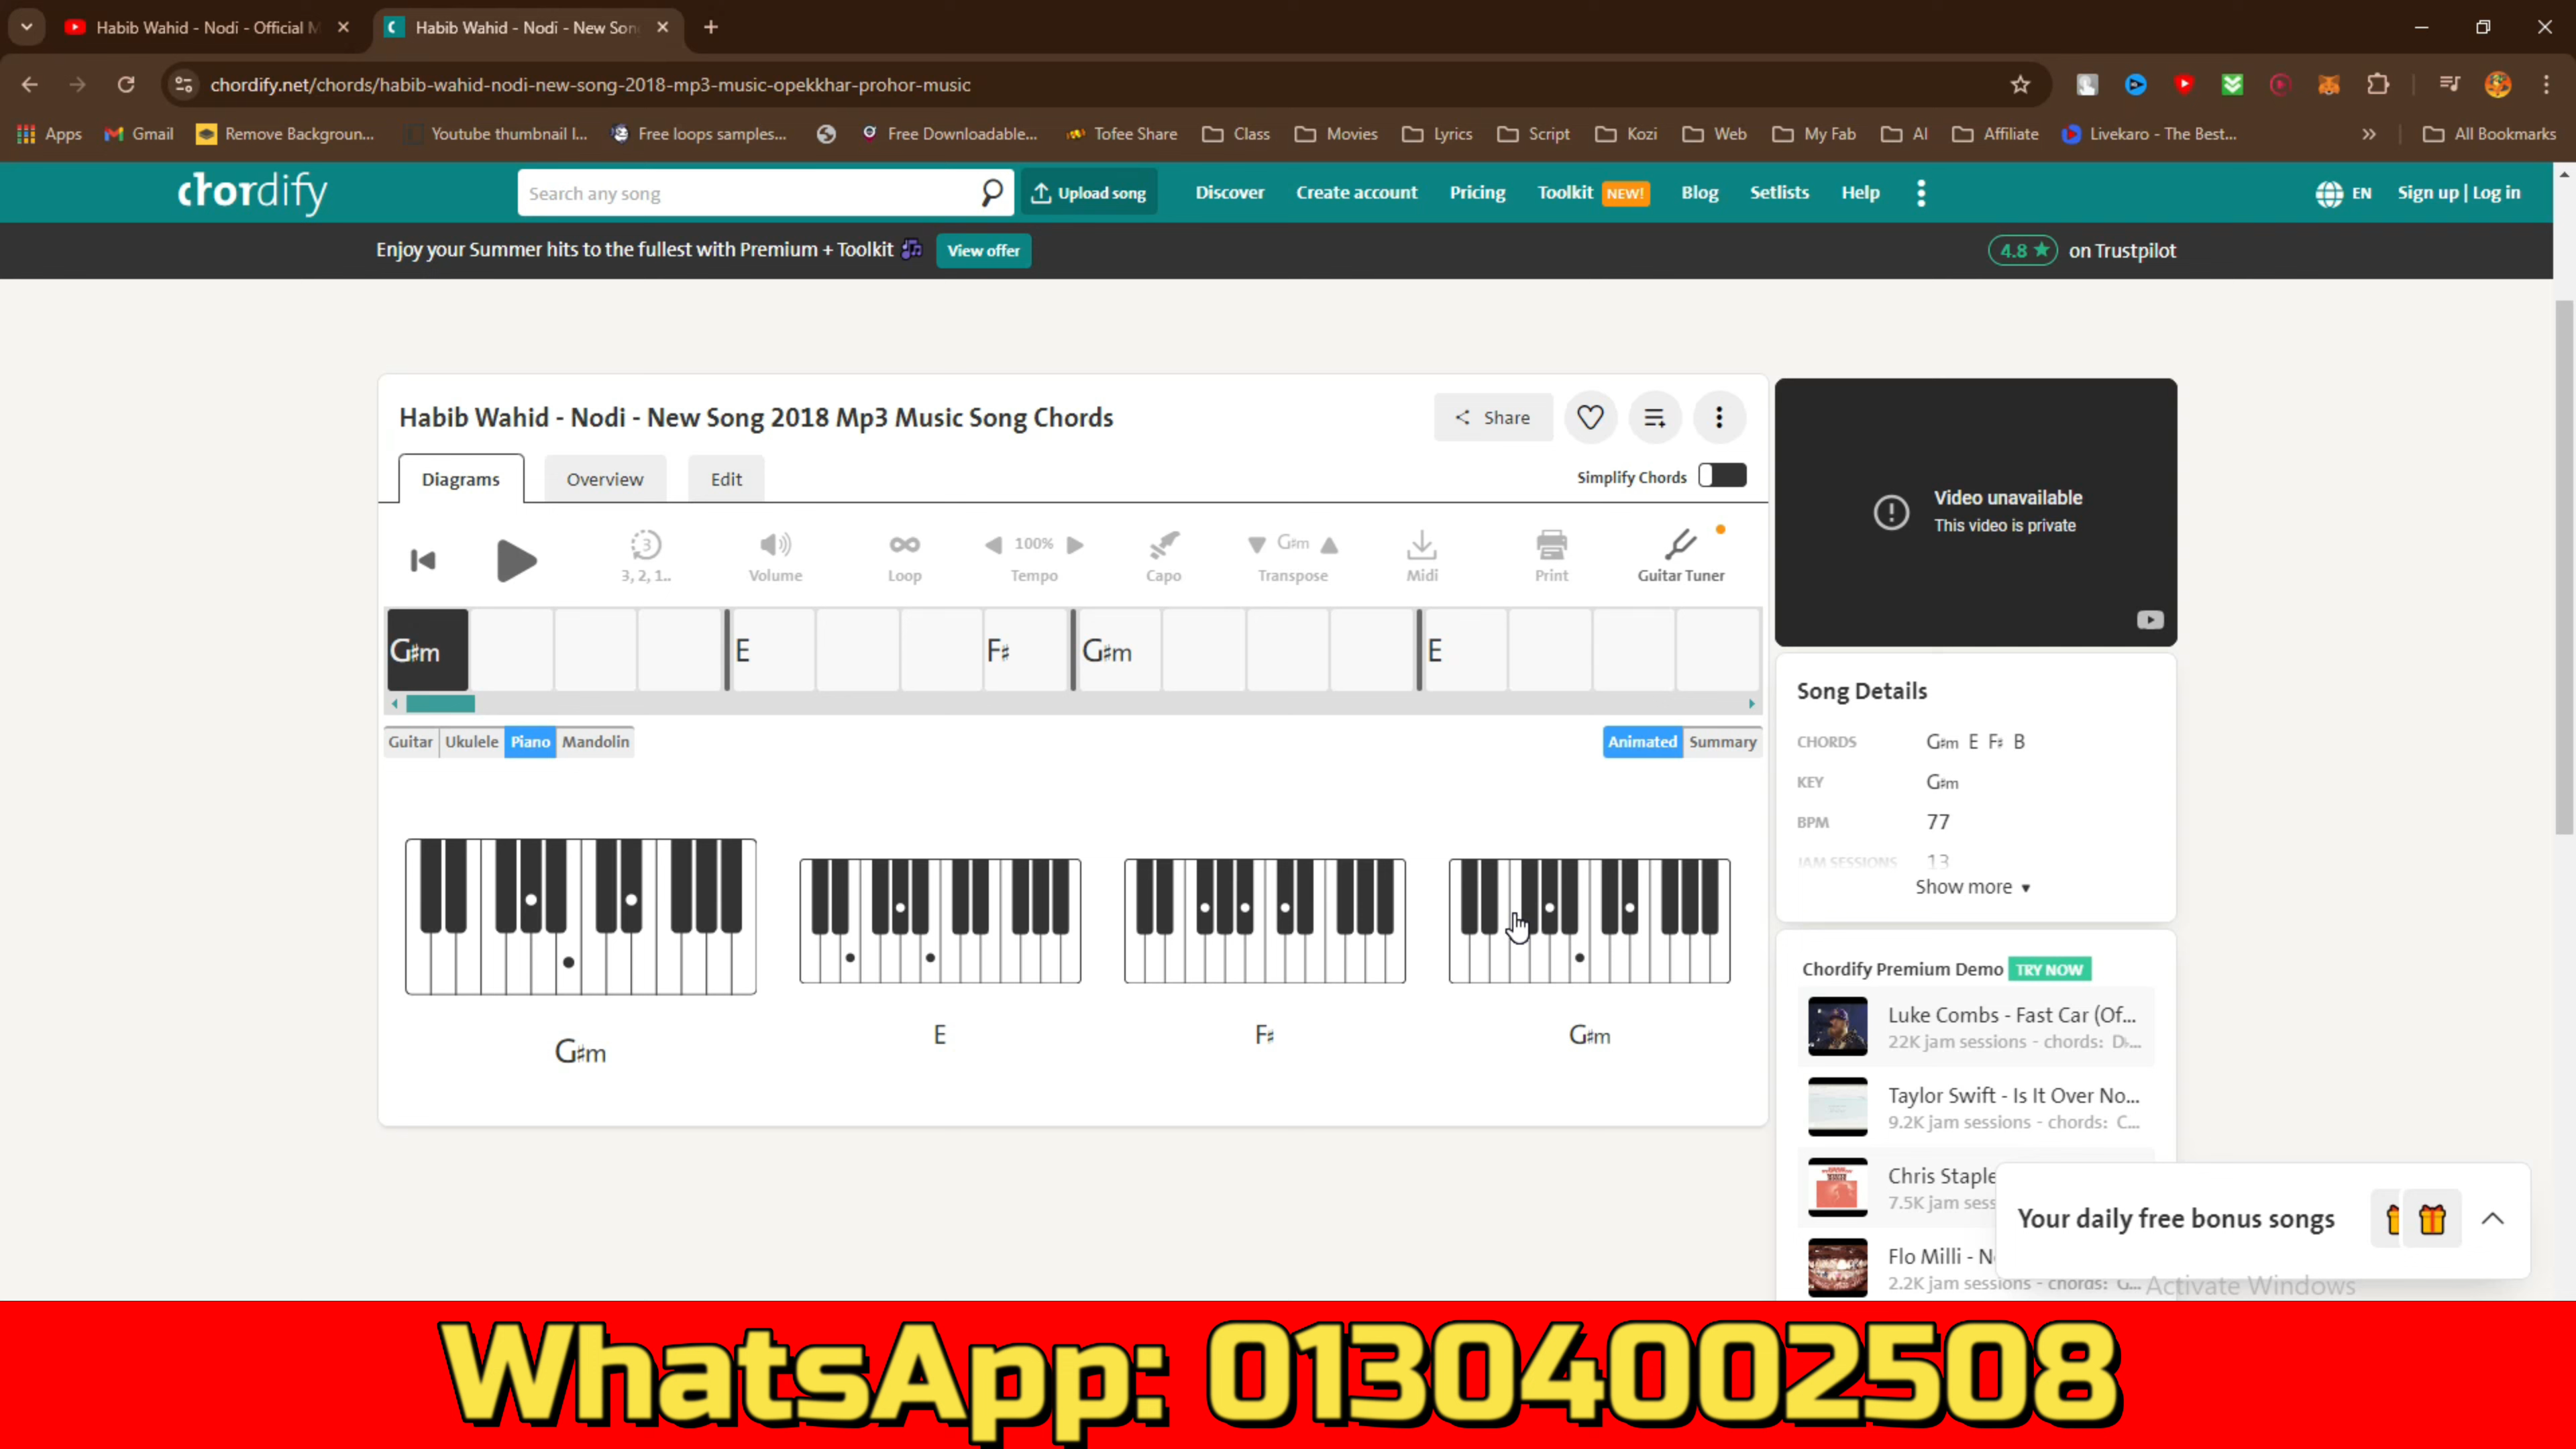 Habib Wahid - Nodi - Official M
Habib Wahid - Nodi - New Son
chordify.net/chords/habib-wahid-nodi-new-song-2018-mp3-music-opekkhar-prohor-music
Apps Gmail Remove Backgroun... Youtube thumbnail l... Free loops samples... Free Downloadable... Tofee Share Class Movies Lyrics Script Kozi Web My Fab AI Affiliate Livekaro - The Best... All Bookmarks
chordify Search any song Upload song Discover Create account Pricing Toolkit NEW! Blog Setlists Help EN Sign up | Log in
Enjoy your Summer hits to the fullest with Premium + Toolkit View offer 4.8 ★ on Trustpilot
Habib Wahid - Nodi - New Song 2018 Mp3 Music Song Chords Share
Diagrams Overview Edit Simplify Chords
3 100% G♯m
3, 2, 1.. Volume Loop Tempo Capo Transpose Midi Print Guitar Tuner
G♯m E F♯ G♯m E
Guitar Ukulele Piano Mandolin Animated Summary
G♯m E F♯ G♯m
Video unavailable
This video is private
Song Details
CHORDS G♯m E F♯ B
KEY G♯m
BPM 77
JAM SESSIONS 13
Show more
Chordify Premium Demo TRY NOW
Luke Combs - Fast Car (Of...
22K jam sessions - chords: D♭...
Taylor Swift - Is It Over No...
9.2K jam sessions - chords: C...
Chris Staple
7.5K jam sess
Flo Milli - N
2.2K jam sessions - chords: G...
Your daily free bonus songs
Activate Windows
WhatsApp: 01304002508